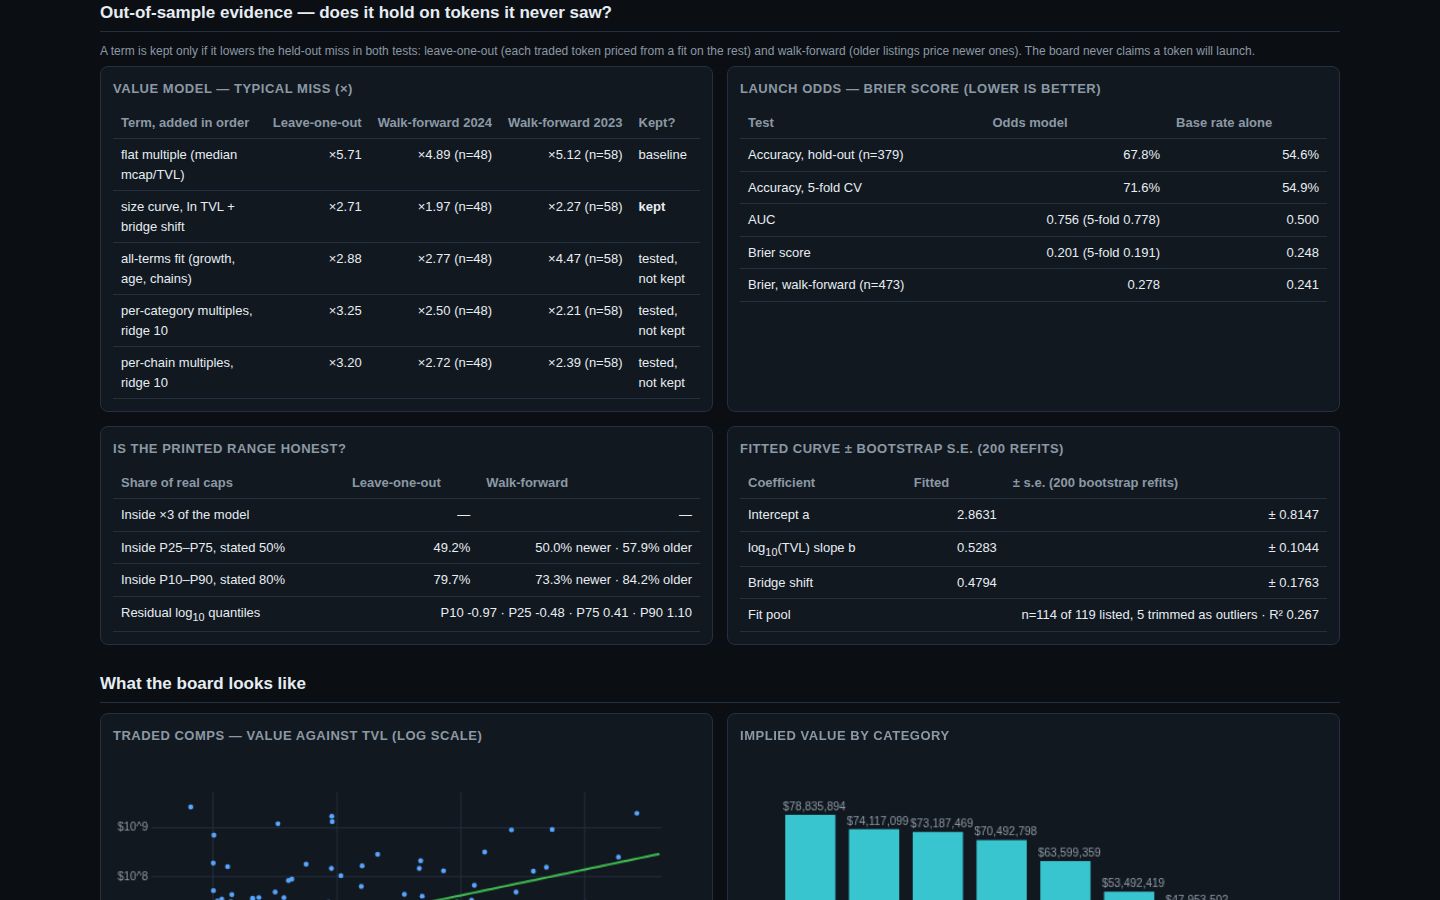 Out-of-sample evidence — does it hold on tokens it never saw?
A term is kept only if it lowers the held-out miss in both tests: leave-one-out (each traded token priced from a fit on the rest) and walk-forward (older listings price newer ones). The board never claims a token will launch.
VALUE MODEL — TYPICAL MISS (×)
Term, added in order Leave-one-out Walk-forward 2024 Walk-forward 2023 Kept?
flat multiple (median ×5.71 ×4.89 (n=48) ×5.12 (n=58) baseline
mcap/TVL)
size curve, ln TVL + ×2.71 ×1.97 (n=48) ×2.27 (n=58) kept
bridge shift
all-terms fit (growth, ×2.88 ×2.77 (n=48) ×4.47 (n=58) tested,
age, chains) not kept
per-category multiples, ×3.25 ×2.50 (n=48) ×2.21 (n=58) tested,
ridge 10 not kept
per-chain multiples, ×3.20 ×2.72 (n=48) ×2.39 (n=58) tested,
ridge 10 not kept
LAUNCH ODDS — BRIER SCORE (LOWER IS BETTER)
Test Odds model Base rate alone
Accuracy, hold-out (n=379) 67.8% 54.6%
Accuracy, 5-fold CV 71.6% 54.9%
AUC 0.756 (5-fold 0.778) 0.500
Brier score 0.201 (5-fold 0.191) 0.248
Brier, walk-forward (n=473) 0.278 0.241
IS THE PRINTED RANGE HONEST?
Share of real caps Leave-one-out Walk-forward
Inside ×3 of the model — —
Inside P25–P75, stated 50% 49.2% 50.0% newer · 57.9% older
Inside P10–P90, stated 80% 79.7% 73.3% newer · 84.2% older
Residual log10 quantiles P10 -0.97 · P25 -0.48 · P75 0.41 · P90 1.10
FITTED CURVE ± BOOTSTRAP S.E. (200 REFITS)
Coefficient Fitted ± s.e. (200 bootstrap refits)
Intercept a 2.8631 ± 0.8147
log10(TVL) slope b 0.5283 ± 0.1044
Bridge shift 0.4794 ± 0.1763
Fit pool n=114 of 119 listed, 5 trimmed as outliers · R² 0.267
What the board looks like
TRADED COMPS — VALUE AGAINST TVL (LOG SCALE)
$10^9
$10^8
IMPLIED VALUE BY CATEGORY
$78,835,894
$74,117,099
$73,187,469
$70,492,798
$63,599,359
$53,492,419